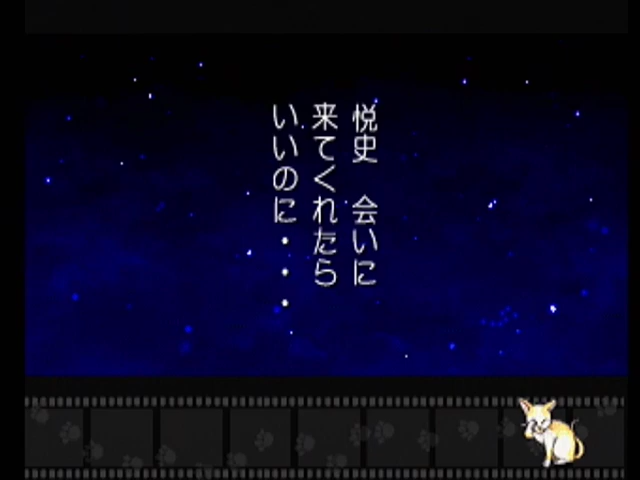 悦史　会いに
来てくれたら
いいのに・・・